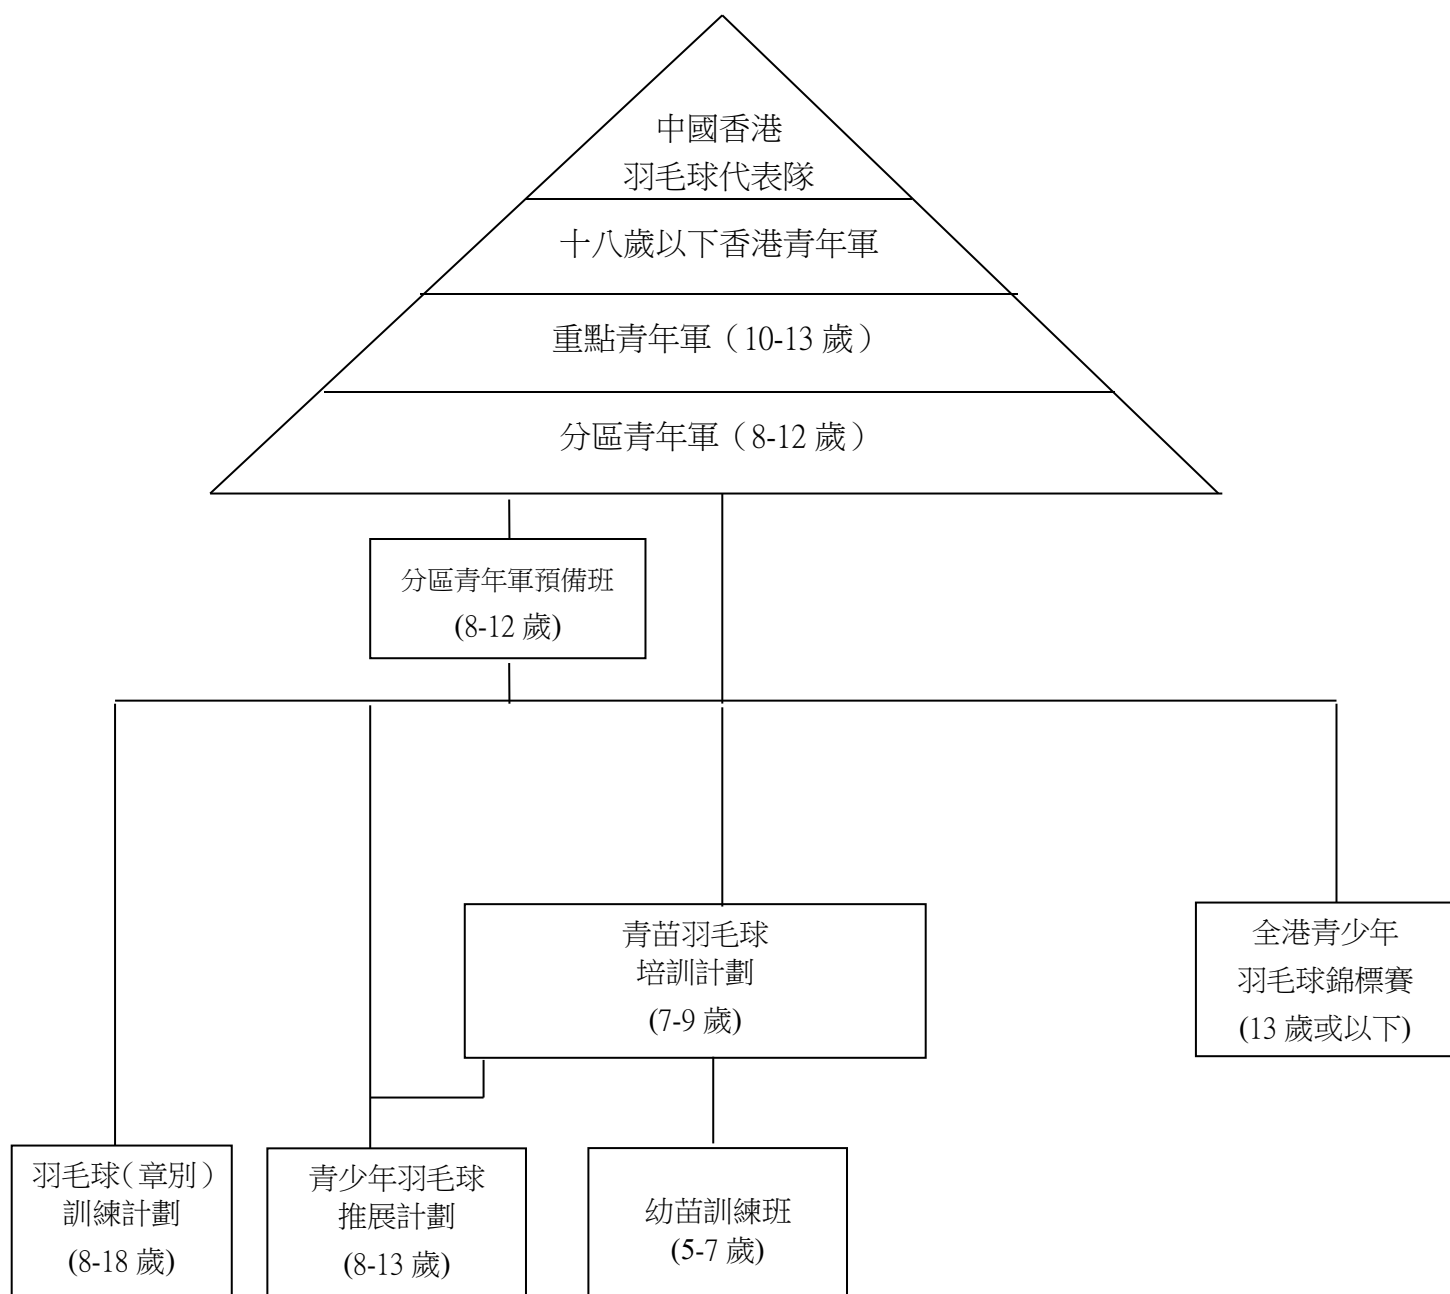 中國香港
羽毛球代表隊
十八歲以下香港青年軍
重點青年軍（10-13 歲）
分區青年軍（8-12 歲）
分區青年軍預備班
(8-12 歲)
青苗羽毛球
培訓計劃
(7-9 歲)
全港青少年
羽毛球錦標賽
(13 歲或以下)
羽毛球（章別）
訓練計劃
(8-18 歲)
青少年羽毛球
推展計劃
(8-13 歲)
幼苗訓練班
(5-7 歲)